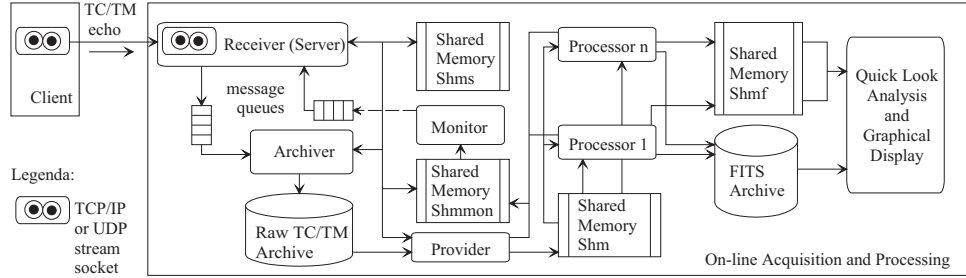 TC/TM
echo
Client
Receiver (Server)
message
queues
Archiver
Raw TC/TM
Archive
Shared
Memory
Shms
Monitor
Shared
Memory
Shmmon
Provider
Processor n
Processor 1
Shared
Memory
Shm
Shared
Memory
Shmf
FITS
Archive
Quick Look
Analysis
and
Graphical
Display
Legenda:
TCP/IP
or UDP
stream
socket
On-line Acquisition and Processing